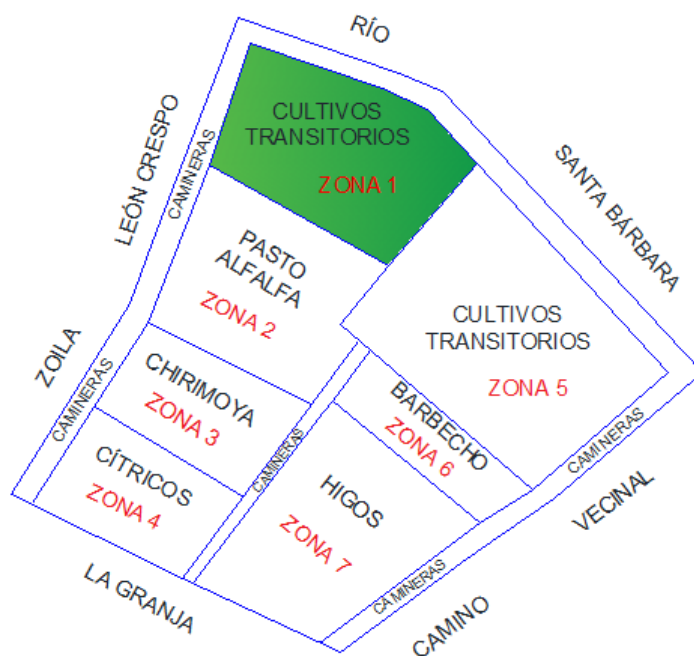 RÍO
CULTIVOS
TRANSITORIOS
ZONA 1
LEÓN CRESPO
CAMINERAS
SANTA BÁRBARA
PASTO
ALFALFA
ZONA 2
CULTIVOS
TRANSITORIOS
ZONA 5
ZOILA
CAMINERAS
CHIRIMOYA
ZONA 3
BARBECHO
ZONA 6
CAMINERAS
CAMINERAS
CÍTRICOS
ZONA 4
HIGOS
ZONA 7
VECINAL
CAMINERAS
LA GRANJA
CAMINO